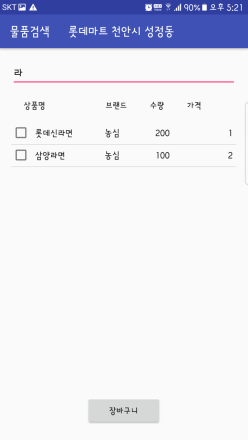 SKT 90% 오후 5:21
물품검색 롯데마트 천안시 성정동
라
상품명 브랜드 수량 가격
롯데신라면 농심 200 1
삼양라면 농심 100 2
장바구니